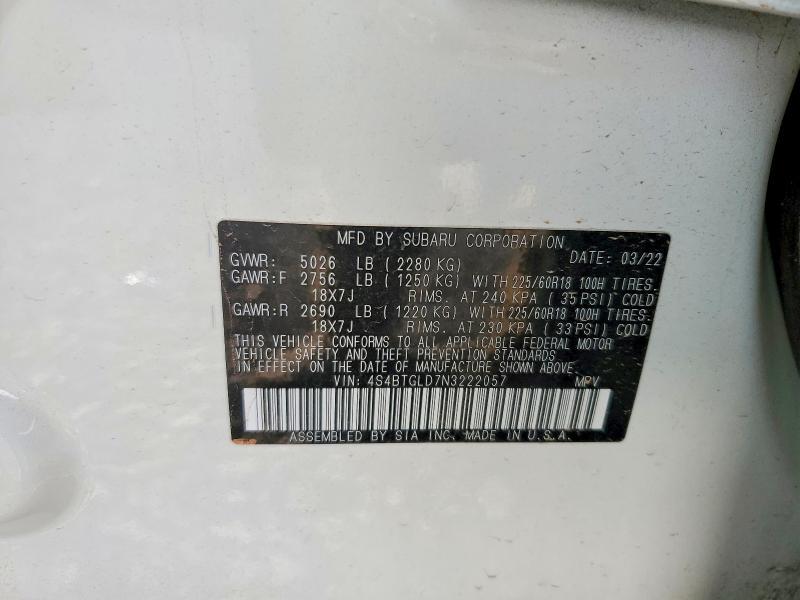 MFD BY SUBARU CORPORATION DATE: 03/22
GVWR: 5026 LB (2280 KG)
GAWR:F 2756 LB (1250 KG) WITH 225/60R18 100H TIRES.
18X7J RIMS. AT 240 KPA (35 PSI) COLD
GAWR:R 2690 LB (1220 KG) WITH 225/60R18 100H TIRES.
18X7J RIMS. AT 230 KPA (33 PSI) COLD
THIS VEHICLE CONFORMS TO ALL APPLICABLE FEDERAL MOTOR
VEHICLE SAFETY AND THEFT PREVENTION STANDARDS IN EFFECT
ON THE DATE OF MANUFACTURE SHOWN ABOVE.
VIN: 4S4BTGLD7N3222057 MPV
ASSEMBLED BY SIA INC. MADE IN U.S.A.